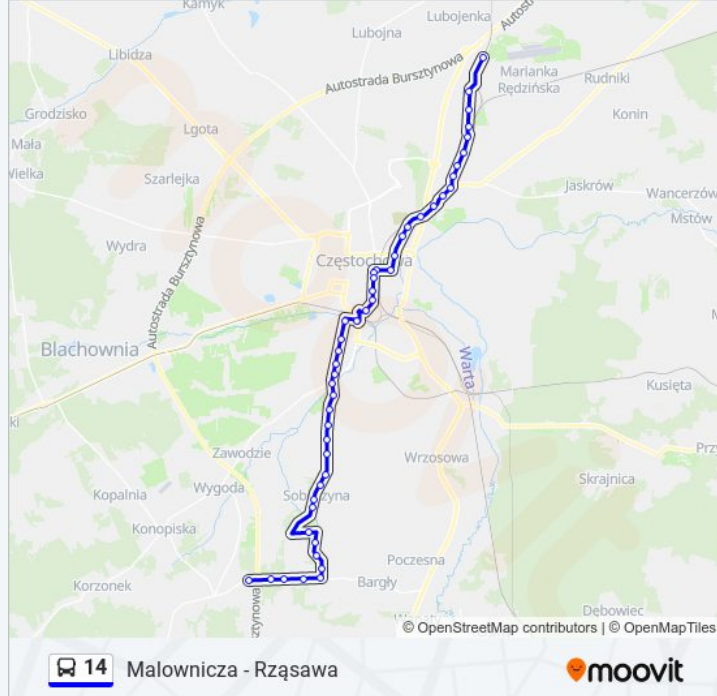 Kamyk
Lubojenka
Autost
Lubojna
Libidza
Autostrada Bursztynowa
Marianka
Rędzińska
Rudniki
Grodzisko
Konin
Lgota
Mała
Wielka
Szarlejka
Jaskrów
Wancerzów
Mstów
Wydra
Częstochowa
Autostrada Bursztynowa
Blachownia
Warta
Kusięta
Zawodzie
Wrzosowa
Wygoda
Skrajnica
Kopalnia
Sobuczyna
Konopiska
Poczesna
Korzonek
Bargły
Dębowiec
© OpenStreetMap contributors | © OpenMapTiles
14 Malownicza - Rząsawa
moovit